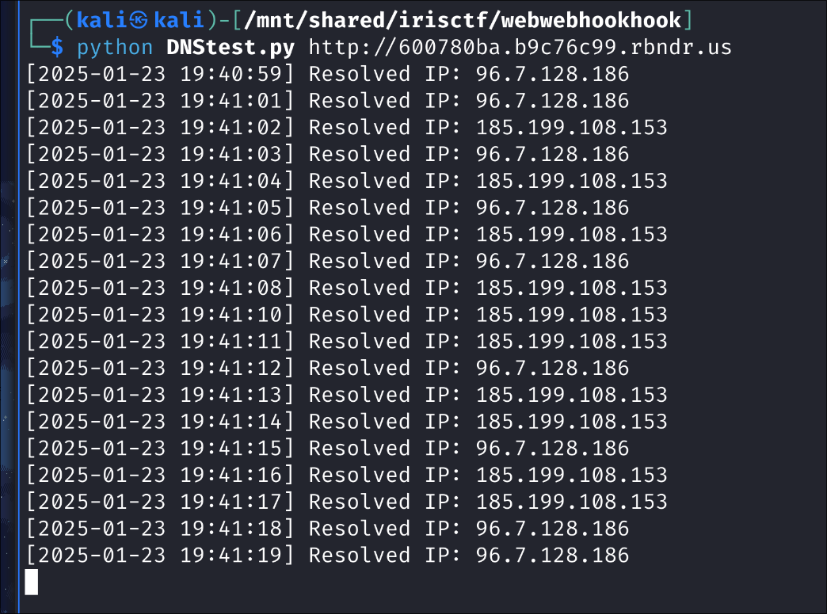 ┌──(kali㉿kali)-[/mnt/shared/irisctf/webwebhookhook]
└─$ python DNStest.py http://600780ba.b9c76c99.rbndr.us
[2025-01-23 19:40:59] Resolved IP: 96.7.128.186
[2025-01-23 19:41:01] Resolved IP: 96.7.128.186
[2025-01-23 19:41:02] Resolved IP: 185.199.108.153
[2025-01-23 19:41:03] Resolved IP: 96.7.128.186
[2025-01-23 19:41:04] Resolved IP: 185.199.108.153
[2025-01-23 19:41:05] Resolved IP: 96.7.128.186
[2025-01-23 19:41:06] Resolved IP: 185.199.108.153
[2025-01-23 19:41:07] Resolved IP: 96.7.128.186
[2025-01-23 19:41:08] Resolved IP: 185.199.108.153
[2025-01-23 19:41:10] Resolved IP: 185.199.108.153
[2025-01-23 19:41:11] Resolved IP: 185.199.108.153
[2025-01-23 19:41:12] Resolved IP: 96.7.128.186
[2025-01-23 19:41:13] Resolved IP: 185.199.108.153
[2025-01-23 19:41:14] Resolved IP: 185.199.108.153
[2025-01-23 19:41:15] Resolved IP: 96.7.128.186
[2025-01-23 19:41:16] Resolved IP: 185.199.108.153
[2025-01-23 19:41:17] Resolved IP: 185.199.108.153
[2025-01-23 19:41:18] Resolved IP: 96.7.128.186
[2025-01-23 19:41:19] Resolved IP: 96.7.128.186